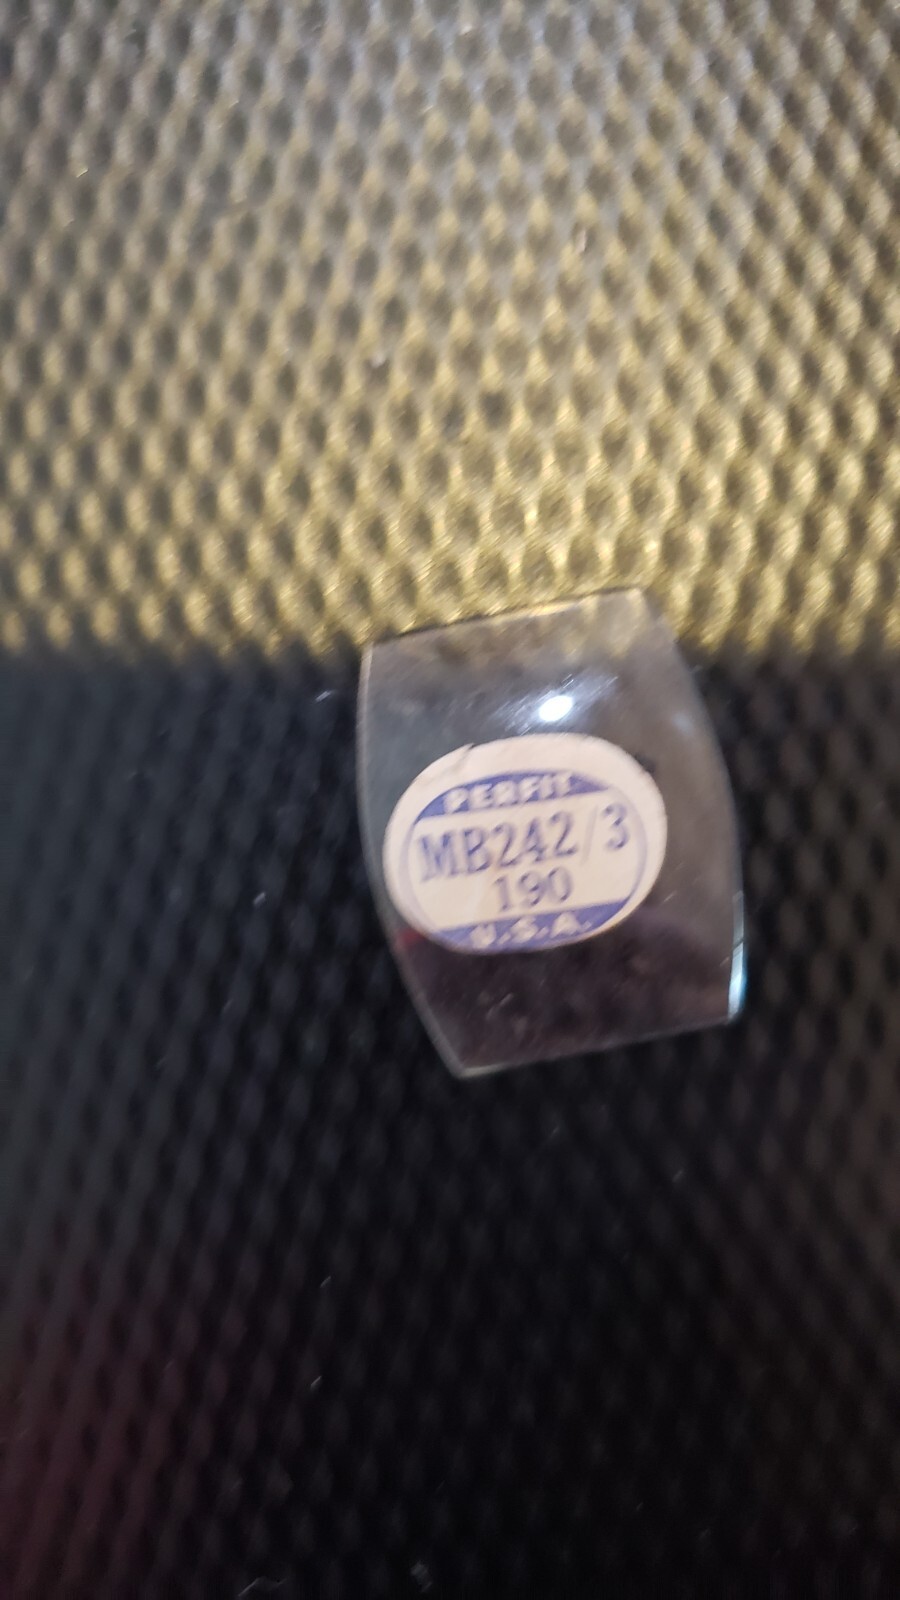 PERFIT
MB242/3
190
U.S.A.